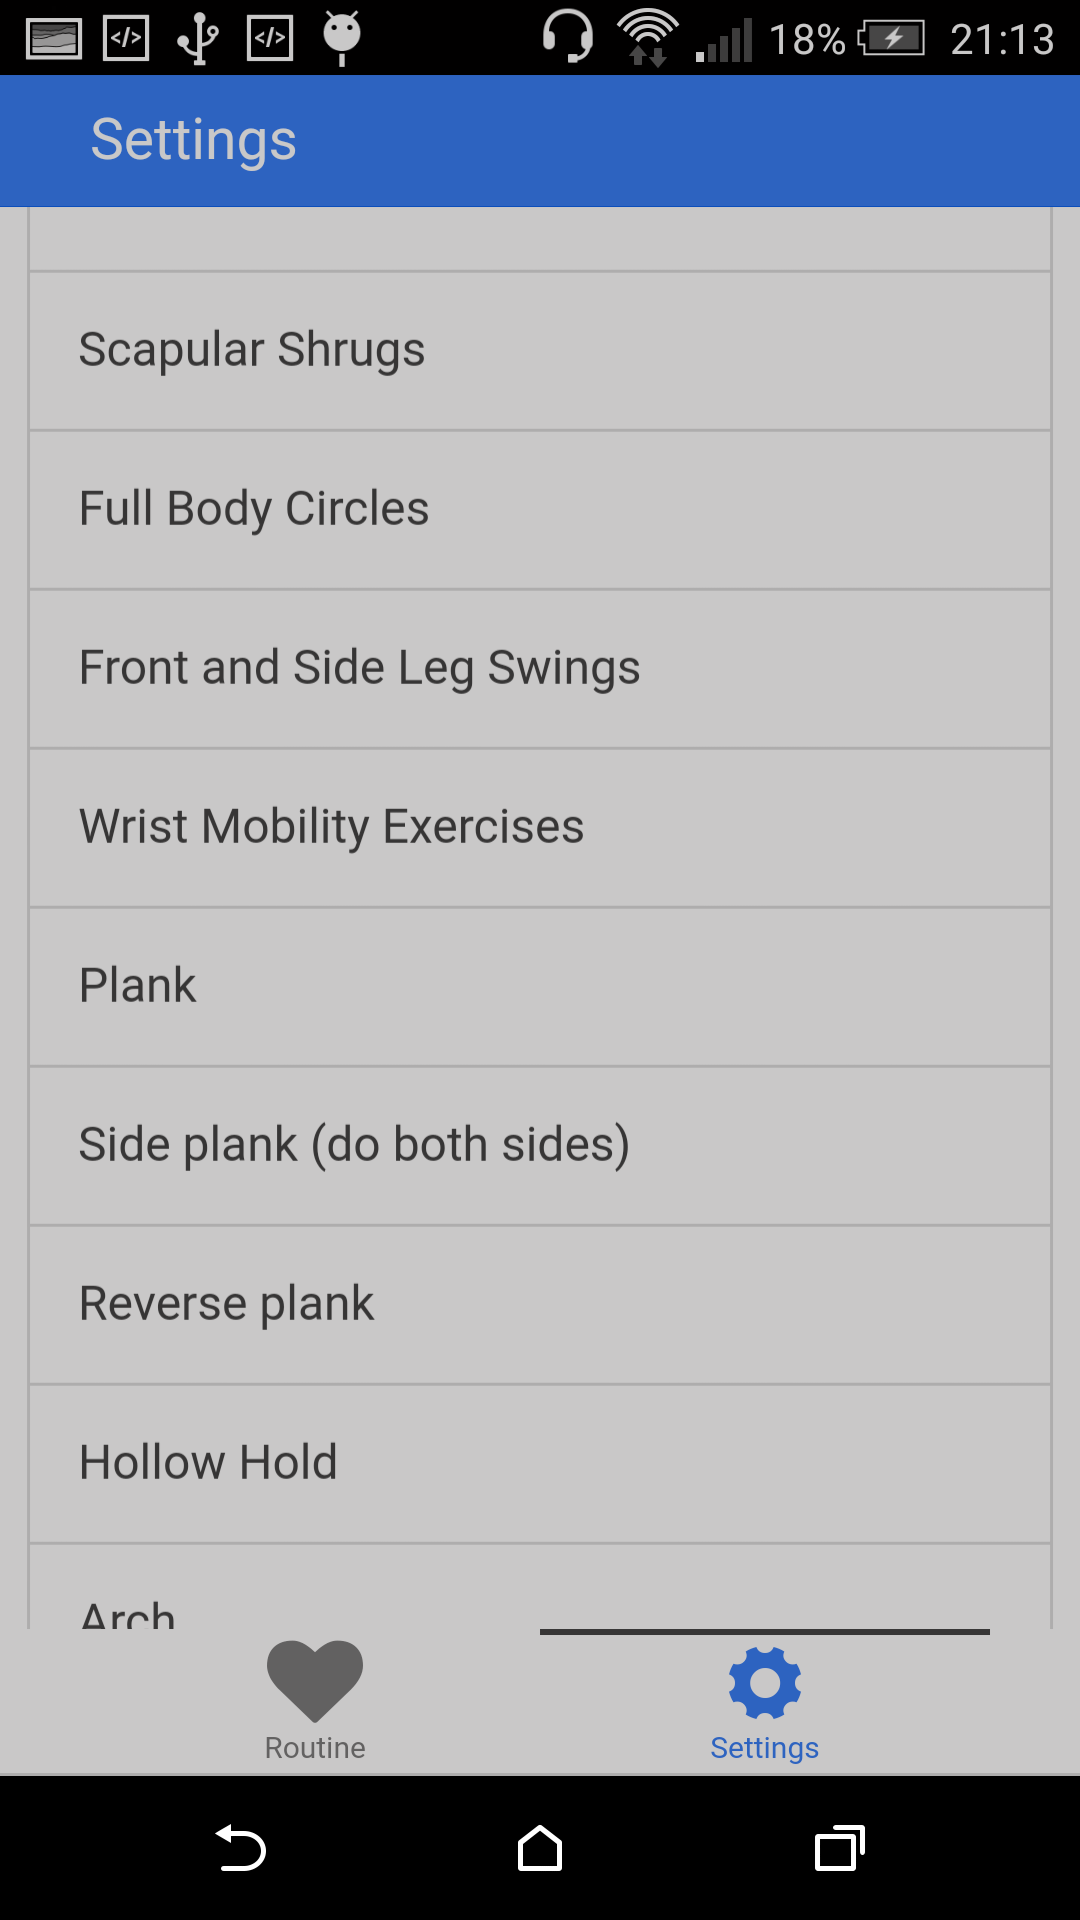 18% 21:13
Settings
Scapular Shrugs
Full Body Circles
Front and Side Leg Swings
Wrist Mobility Exercises
Plank
Side plank (do both sides)
Reverse plank
Hollow Hold
Arch
Routine
Settings